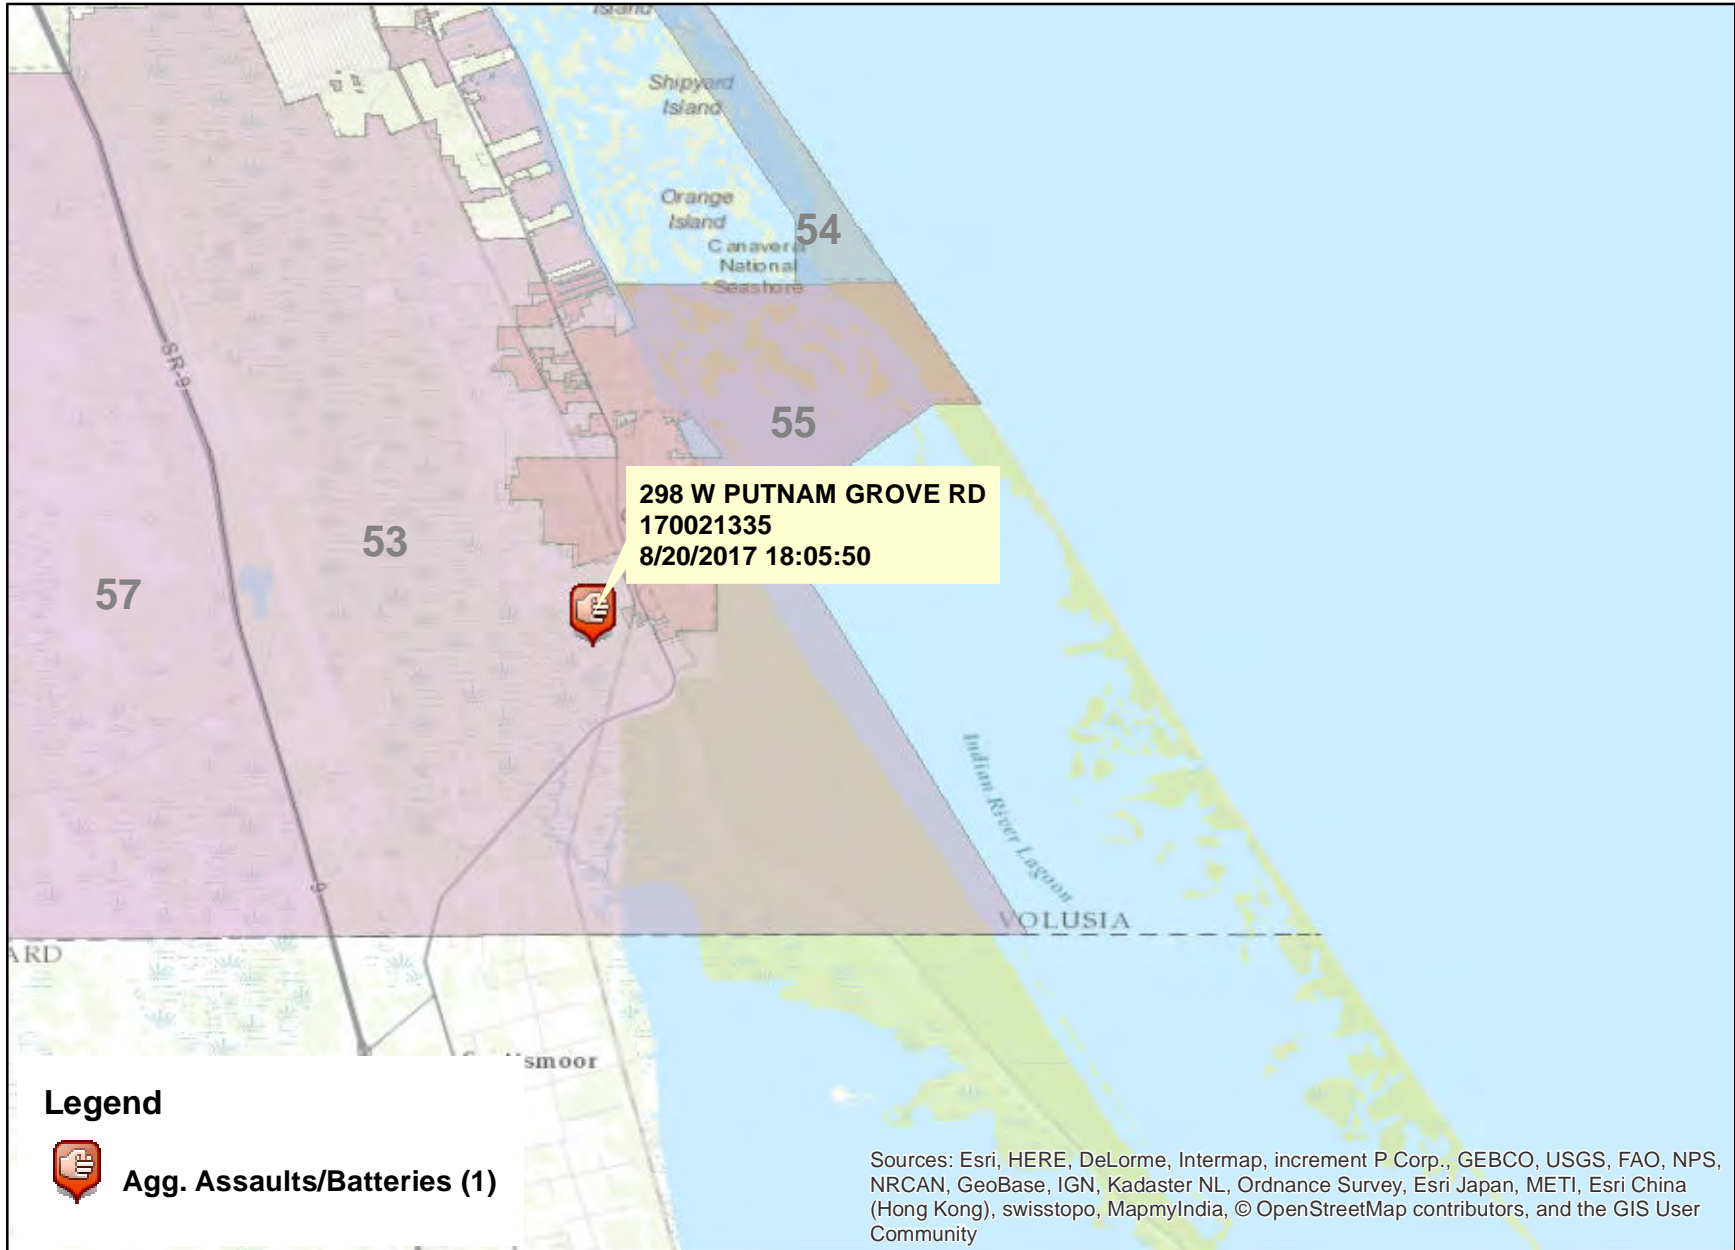 Island
Shipyard
Island
Orange
Island
54
Canaveral
National
Seashore
SR-9
55
298 W PUTNAM GROVE RD
170021335
8/20/2017 18:05:50
53
57
Indian River Lagoon
9
VOLUSIA
ARD
smoor
Legend
Agg. Assaults/Batteries (1)
Sources: Esri, HERE, DeLorme, Intermap, increment P Corp., GEBCO, USGS, FAO, NPS,
NRCAN, GeoBase, IGN, Kadaster NL, Ordnance Survey, Esri Japan, METI, Esri China
(Hong Kong), swisstopo, MapmyIndia, © OpenStreetMap contributors, and the GIS User
Community